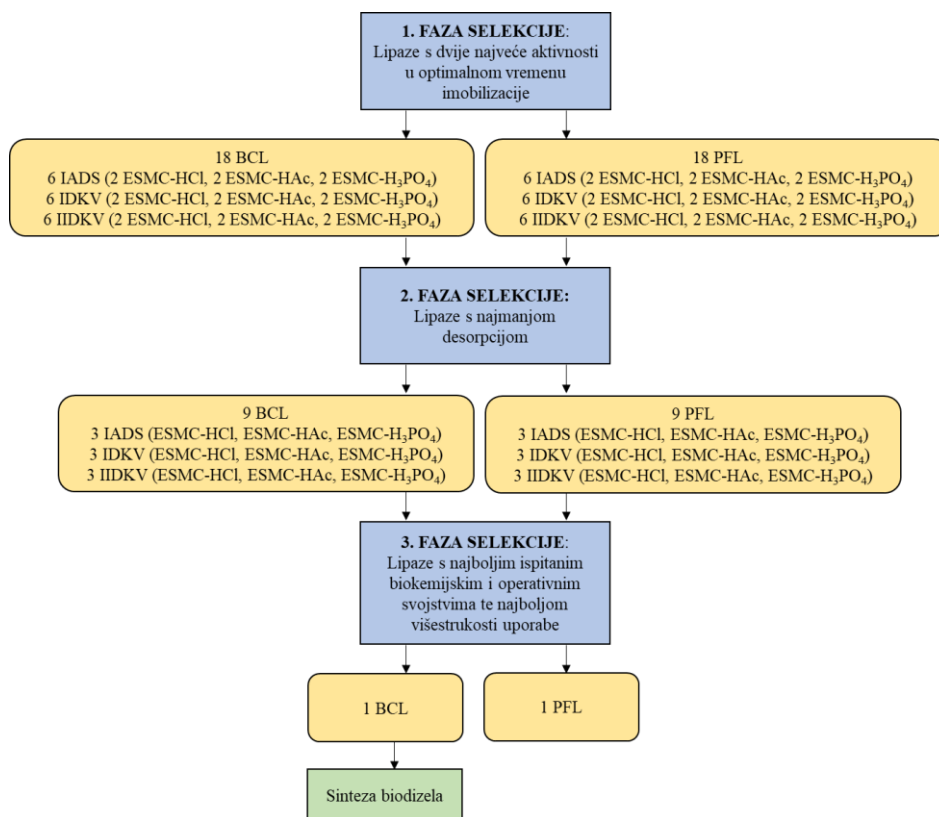 1. FAZA SELEKCIJE:
Lipaze s dvije najveće aktivnosti
u optimalnom vremenu
imobilizacije
18 BCL
6 IADS (2 ESMC-HCl, 2 ESMC-HAc, 2 ESMC-H₃PO₄)
6 IDKV (2 ESMC-HCl, 2 ESMC-HAc, 2 ESMC-H₃PO₄)
6 IIDKV (2 ESMC-HCl, 2 ESMC-HAc, 2 ESMC-H₃PO₄)
18 PFL
6 IADS (2 ESMC-HCl, 2 ESMC-HAc, 2 ESMC-H₃PO₄)
6 IDKV (2 ESMC-HCl, 2 ESMC-HAc, 2 ESMC-H₃PO₄)
6 IIDKV (2 ESMC-HCl, 2 ESMC-HAc, 2 ESMC-H₃PO₄)
2. FAZA SELEKCIJE:
Lipaze s najmanjom
desorpcijom
9 BCL
3 IADS (ESMC-HCl, ESMC-HAc, ESMC-H₃PO₄)
3 IDKV (ESMC-HCl, ESMC-HAc, ESMC-H₃PO₄)
3 IIDKV (ESMC-HCl, ESMC-HAc, ESMC-H₃PO₄)
9 PFL
3 IADS (ESMC-HCl, ESMC-HAc, ESMC-H₃PO₄)
3 IDKV (ESMC-HCl, ESMC-HAc, ESMC-H₃PO₄)
3 IIDKV (ESMC-HCl, ESMC-HAc, ESMC-H₃PO₄)
3. FAZA SELEKCIJE:
Lipaze s najboljim ispitanim
biokemijskim i operativnim
svojstvima te najboljom
višestrukosti uporabe
1 BCL
1 PFL
Sinteza biodizela